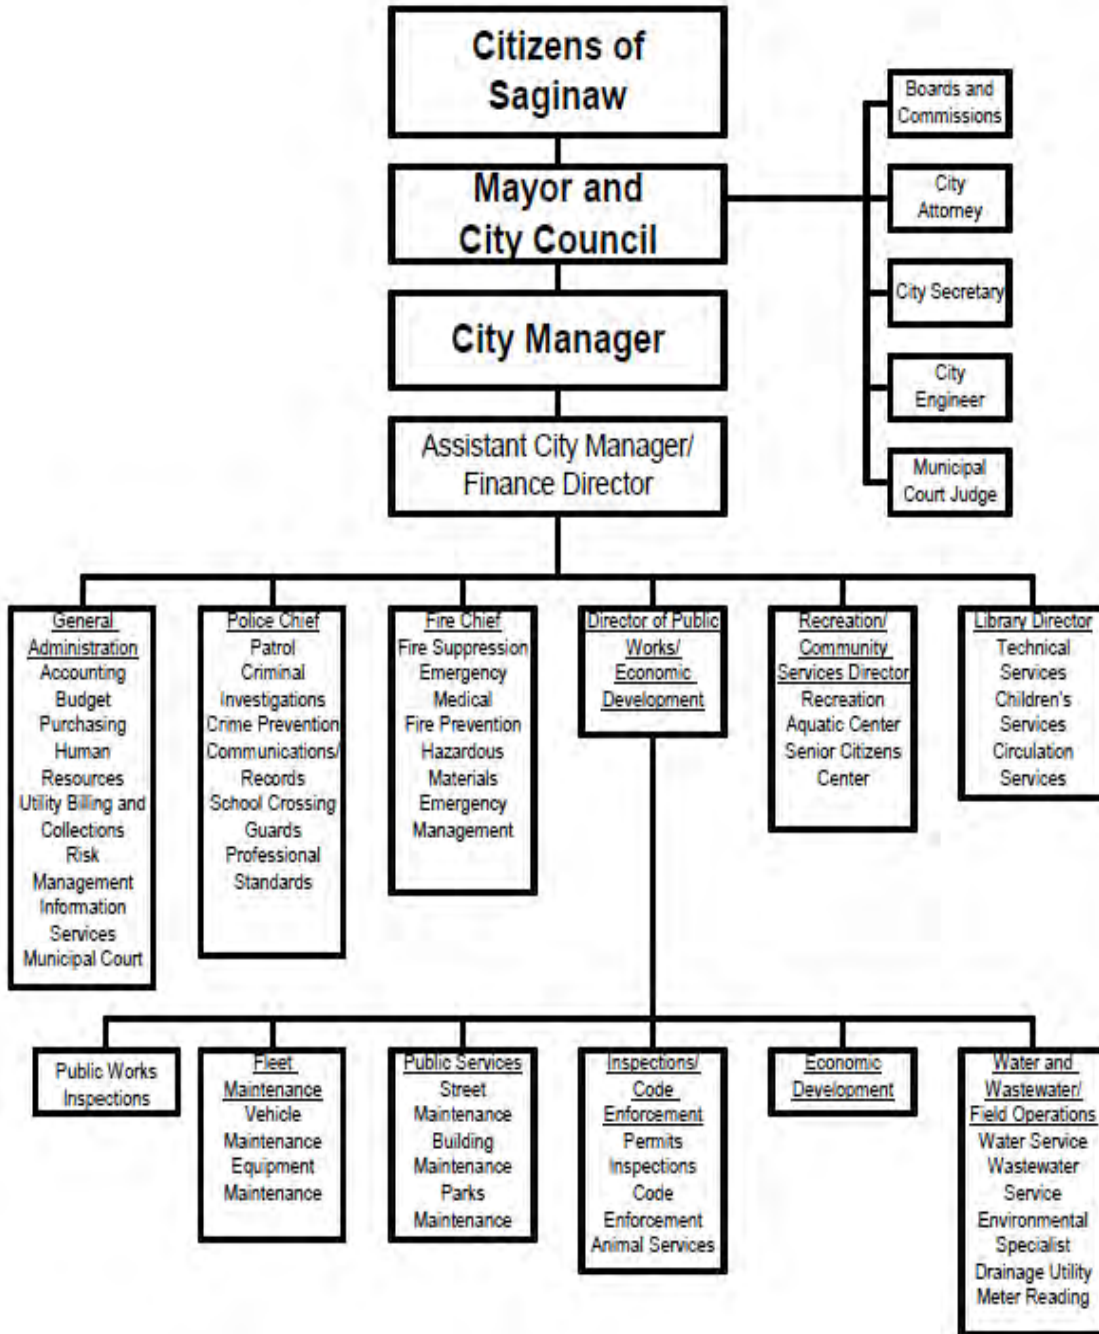 Citizens of
Saginaw
Mayor and
City Council
City Manager
Assistant City Manager/
Finance Director
Boards and
Commissions
City
Attorney
City Secretary
City
Engineer
Municipal
Court Judge
General
Administration
Accounting
Budget
Purchasing
Human
Resources
Utility Billing and
Collections
Risk
Management
Information
Services
Municipal Court
Police Chief
Patrol
Criminal
Investigations
Crime Prevention
Communications/
Records
School Crossing
Guards
Professional
Standards
Fire Chief
Fire Suppression
Emergency
Medical
Fire Prevention
Hazardous
Materials
Emergency
Management
Director of Public
Works/
Economic
Development
Recreation/
Community
Services Director
Recreation
Aquatic Center
Senior Citizens
Center
Library Director
Technical
Services
Children's
Services
Circulation
Services
Public Works
Inspections
Fleet
Maintenance
Vehicle
Maintenance
Equipment
Maintenance
Public Services
Street
Maintenance
Building
Maintenance
Parks
Maintenance
Inspections/
Code
Enforcement
Permits
Inspections
Code
Enforcement
Animal Services
Economic
Development
Water and
Wastewater/
Field Operations
Water Service
Wastewater
Service
Environmental
Specialist
Drainage Utility
Meter Reading